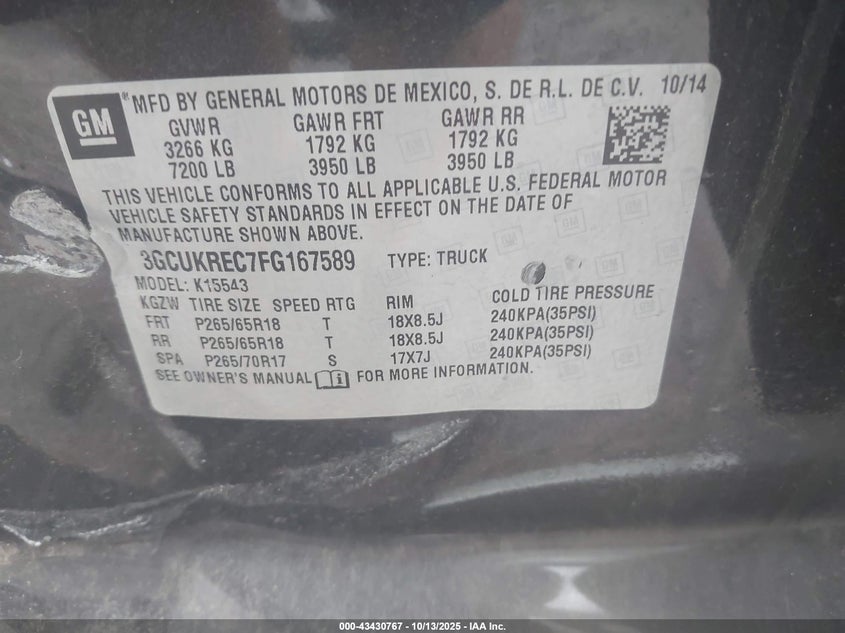 GM
®MFD BY GENERAL MOTORS DE MEXICO, S. DE R.L. DE C.V. 10/14
GVWR GAWR FRT GAWR RR
3266 KG 1792 KG 1792 KG
7200 LB 3950 LB 3950 LB
THIS VEHICLE CONFORMS TO ALL APPLICABLE U.S. FEDERAL MOTOR
VEHICLE SAFETY STANDARDS IN EFFECT ON THE DATE OF
MANUFACTURE SHOWN ABOVE.
3GCUKREC7FG167589 TYPE: TRUCK
MODEL: K15543
KGZW TIRE SIZE SPEED RTG RIM COLD TIRE PRESSURE
FRT P265/65R18 T 18X8.5J 240KPA(35PSI)
RR P265/65R18 T 18X8.5J 240KPA(35PSI)
SPA P265/70R17 S 17X7J 240KPA(35PSI)
SEE OWNER'S MANUAL FOR MORE INFORMATION.
000-43430767 - 10/13/2025 - IAA Inc.